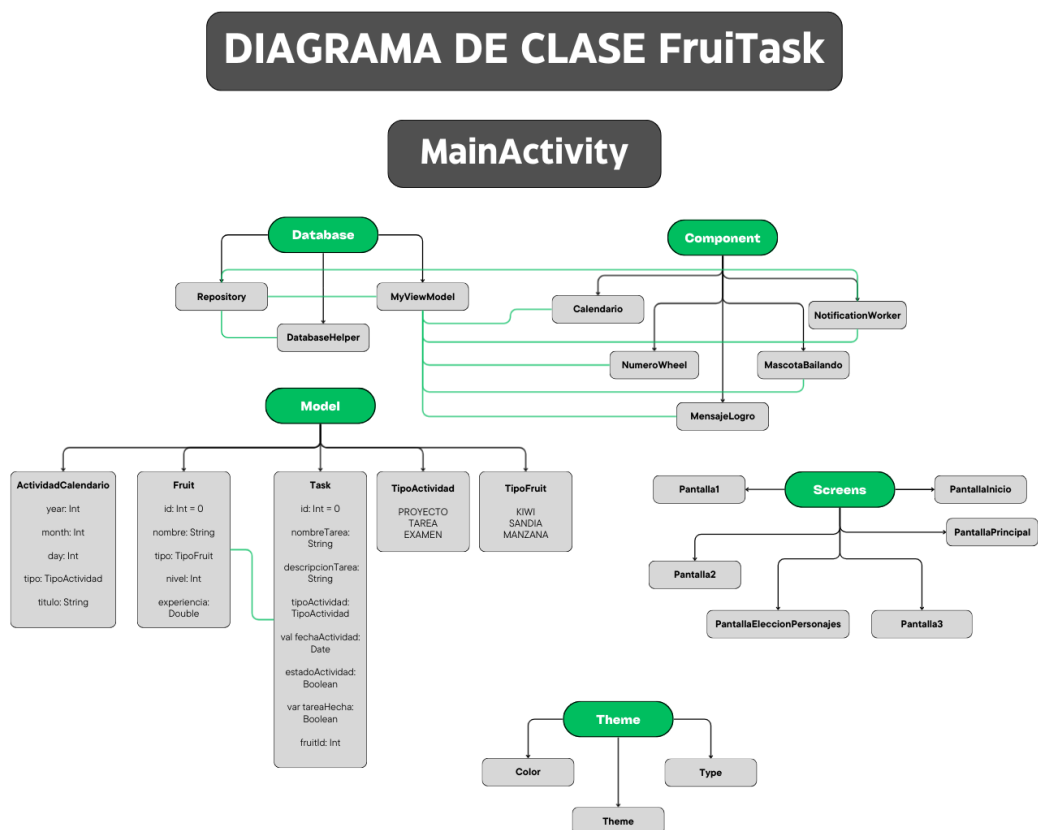 DIAGRAMA DE CLASE FruiTask
MainActivity
Database
Component
Repository
MyViewModel
DatabaseHelper
Calendario
NotificationWorker
NumeroWheel
MascotaBailando
MensajeLogro
Model
ActividadCalendario
year: Int
month: Int
day: Int
tipo: TipoActividad
titulo: String
Fruit
id: Int = 0
nombre: String
tipo: TipoFruit
nivel: Int
experiencia:
Double
Task
id: Int = 0
nombreTarea:
String
descripcionTarea:
String
tipoActividad:
TipoActividad
val fechaActividad:
Date
estadoActividad:
Boolean
var tareaHecha:
Boolean
fruitId: Int
TipoActividad
PROYECTO
TAREA
EXAMEN
TipoFruit
KIWI
SANDIA
MANZANA
Screens
Pantalla1
PantallaInicio
PantallaPrincipal
Pantalla2
PantallaEleccionPersonajes
Pantalla3
Theme
Color
Type
Theme